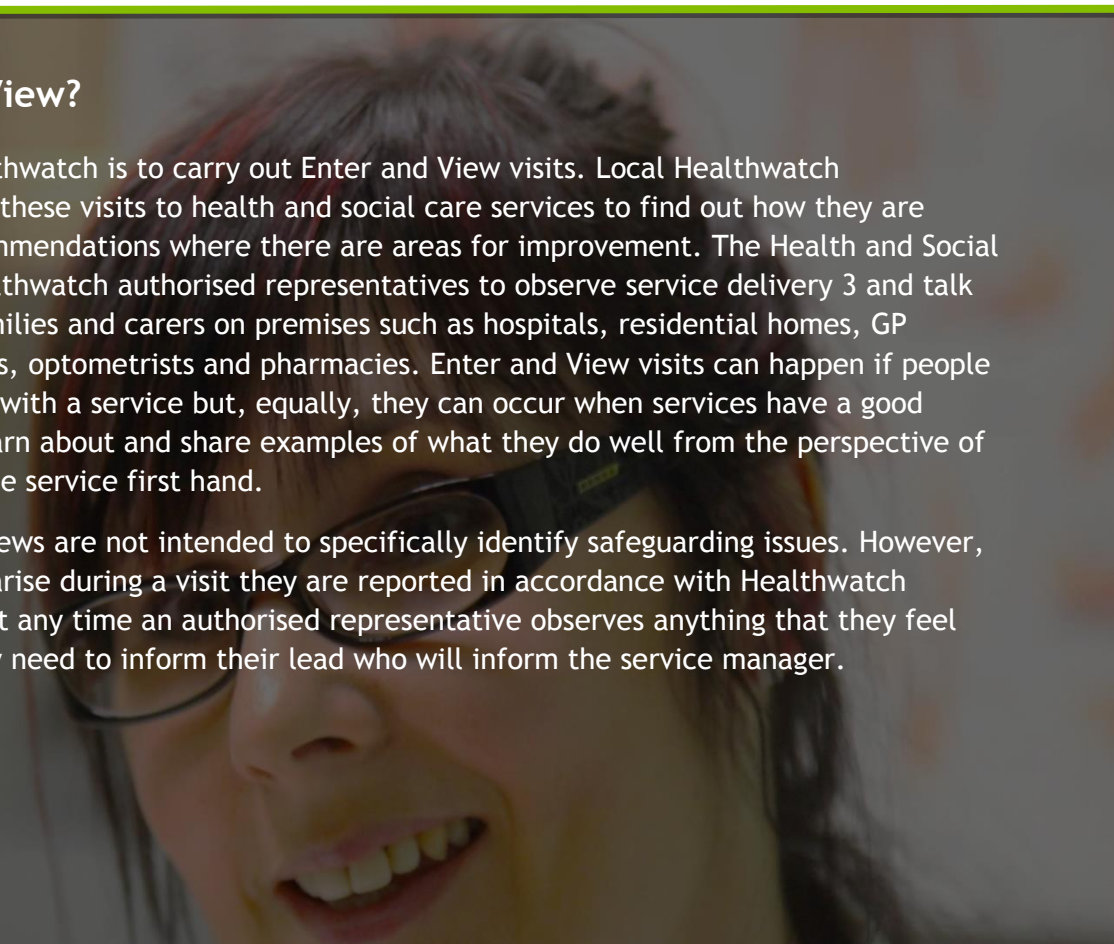 iew?
thwatch is to carry out Enter and View visits. Local Healthwatch
these visits to health and social care services to find out how they are
mmendations where there are areas for improvement. The Health and Social
lthwatch authorised representatives to observe service delivery 3 and talk
milies and carers on premises such as hospitals, residential homes, GP
s, optometrists and pharmacies. Enter and View visits can happen if people
with a service but, equally, they can occur when services have a good
arn about and share examples of what they do well from the perspective of
e service first hand.
ews are not intended to specifically identify safeguarding issues. However,
arise during a visit they are reported in accordance with Healthwatch
t any time an authorised representative observes anything that they feel
y need to inform their lead who will inform the service manager.